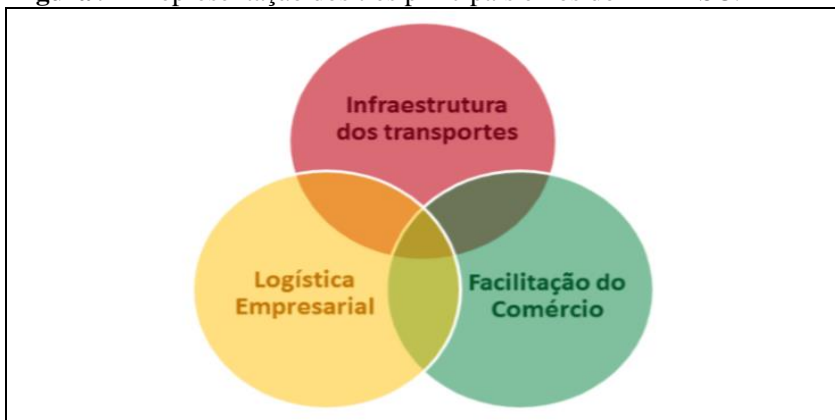 Infraestrutura
dos transportes
Logística
Empresarial
Facilitação do
Comércio